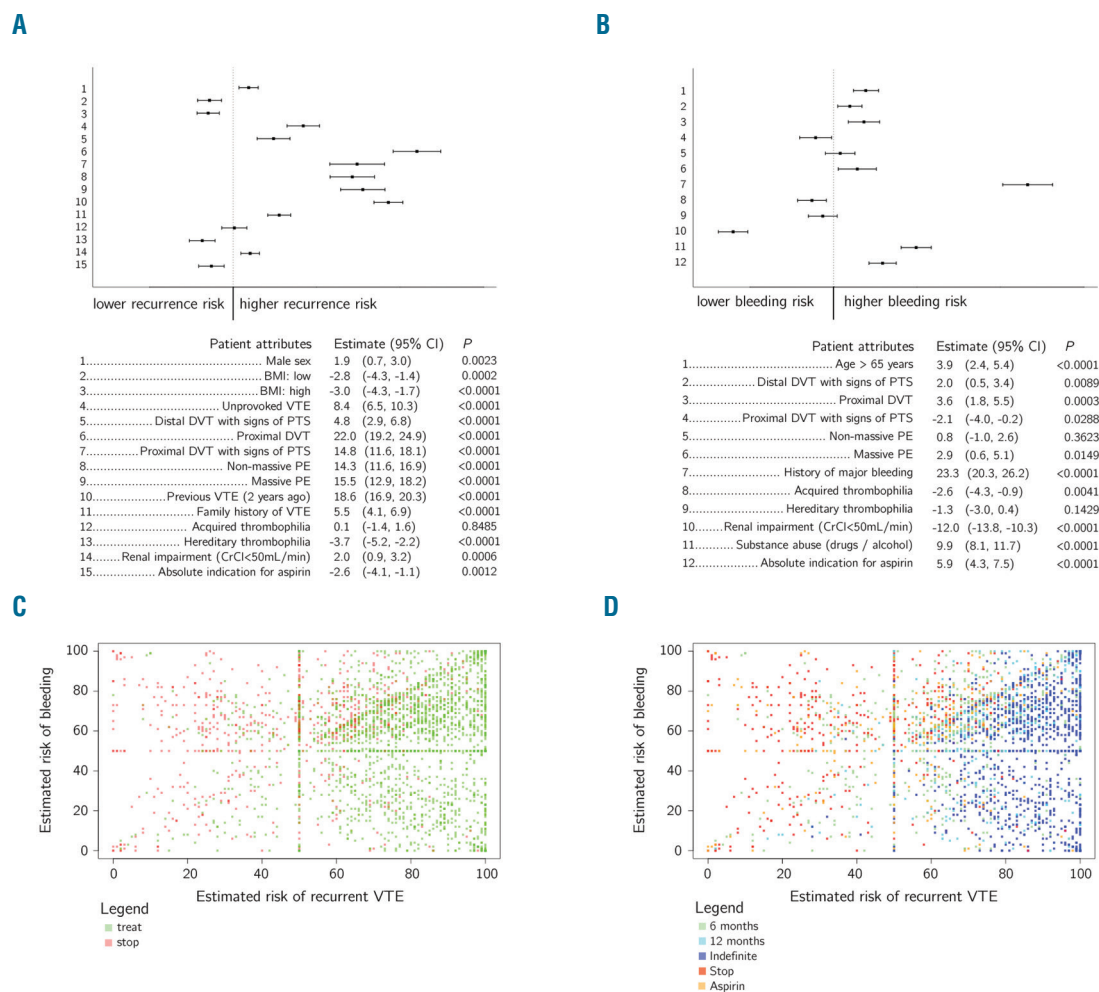 A
1
2
3
4
5
6
7
8
9
10
11
12
13
14
15
lower recurrence risk
higher recurrence risk
Patient attributes Estimate (95% CI) P
1.......................................... Male sex 1.9 (0.7, 3.0) 0.0023
2.......................................... BMI: low -2.8 (-4.3, -1.4) 0.0002
3.......................................... BMI: high -3.0 (-4.3, -1.7) <0.0001
4................................ Unprovoked VTE 8.4 (6.5, 10.3) <0.0001
5................ Distal DVT with signs of PTS 4.8 (2.9, 6.8) <0.0001
6.................................... Proximal DVT 22.0 (19.2, 24.9) <0.0001
7............. Proximal DVT with signs of PTS 14.8 (11.6, 18.1) <0.0001
8................................ Non-massive PE 14.3 (11.6, 16.9) <0.0001
9...................................... Massive PE 15.5 (12.9, 18.2) <0.0001
10................... Previous VTE (2 years ago) 18.6 (16.9, 20.3) <0.0001
11........................ Family history of VTE 5.5 (4.1, 6.9) <0.0001
12..................... Acquired thrombophilia 0.1 (-1.4, 1.6) 0.8485
13................... Hereditary thrombophilia -3.7 (-5.2, -2.2) <0.0001
14.......Renal impairment (CrCl<50mL/min) 2.0 (0.9, 3.2) 0.0006
15................ Absolute indication for aspirin -2.6 (-4.1, -1.1) 0.0012
B
1
2
3
4
5
6
7
8
9
10
11
12
lower bleeding risk
higher bleeding risk
Patient attributes Estimate (95% CI) P
1....................................Age > 65 years 3.9 (2.4, 5.4) <0.0001
2................. Distal DVT with signs of PTS 2.0 (0.5, 3.4) 0.0089
3..................................... Proximal DVT 3.6 (1.8, 5.5) 0.0003
4............. Proximal DVT with signs of PTS -2.1 (-4.0, -0.2) 0.0288
5.................................. Non-massive PE 0.8 (-1.0, 2.6) 0.3623
6........................................ Massive PE 2.9 (0.6, 5.1) 0.0149
7........................ History of major bleeding 23.3 (20.3, 26.2) <0.0001
8......................... Acquired thrombophilia -2.6 (-4.3, -0.9) 0.0041
9...................... Hereditary thrombophilia -1.3 (-3.0, 0.4) 0.1429
10........Renal impairment (CrCl<50mL/min) -12.0 (-13.8, -10.3) <0.0001
11............ Substance abuse (drugs / alcohol) 9.9 (8.1, 11.7) <0.0001
12.................. Absolute indication for aspirin 5.9 (4.3, 7.5) <0.0001
C
Estimated risk of bleeding
100
80
60
40
20
0
0 20 40 60 80 100
Estimated risk of recurrent VTE
Legend
treat
stop
D
Estimated risk of bleeding
100
80
60
40
20
0
0 20 40 60 80 100
Estimated risk of recurrent VTE
Legend
6 months
12 months
Indefinite
Stop
Aspirin